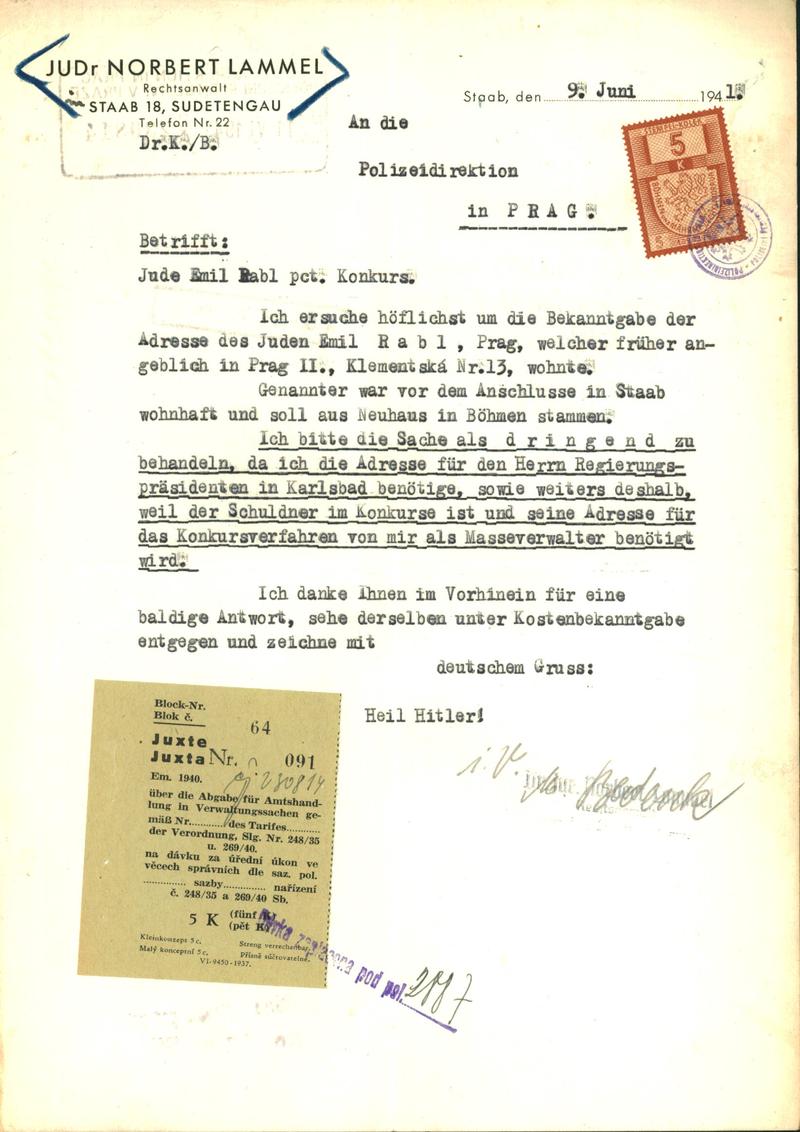 JUDr NORBERT LAMMEL
Rechtsanwalt
STAAB 18, SUDETENGAU
Telefon Nr. 22
Dr.K./B.
Staab, den 9. Juni 1941.
An die
Polizeidirektion
in P R A G.
STEMPEL-KOLEK
5
K
Betrifft:
Jude Emil Rabl pct. Konkurs.
Ich ersuche höflichst um die Bekanntgabe der
Adresse des Juden Emil R a b l , Prag, welcher früher an-
geblich in Prag II., Klementská Nr.13, wohnte.
Genannter war vor dem Anschlusse in Staab
wohnhaft und soll aus Neuhaus in Böhmen stammen.
Ich bitte die Sache als d r i n g e n d zu
behandeln, da ich die Adresse für den Herrn Regierungs-
präsidenten in Karlsbad benötige, sowie weiters deshalb,
weil der Schuldner im Konkurse ist und seine Adresse für
das Konkursverfahren von mir als Masseverwalter benötigt
wird.
Ich danke Ihnen im Vorhinein für eine
baldige Antwort, sehe derselben unter Kostenbekanntgabe
entgegen und zeichne mit
deutschem Gruss:
Heil Hitler!
i. V.
Block-Nr.
Blok č.
64
Juxte
Juxta Nr. 091
Em. 1940.
über die Abgabe für Amtshand-
lung in Verwaltungssachen ge-
mäß Nr. des Tarifes
der Verordnung, Slg. Nr. 248/35
u. 269/40.
na dávku za úřední úkon ve
věcech správních dle saz. pol.
sazby nařízení
č. 248/35 a 269/40 Sb.
5 K (fünf K)
(pět K)
Kleinkonzept 5 c.
Malý konceptní 5 c.
Streng verrechenbar.
Přísně súčtovatelné.
VI-9450-1937.
pod pol. 2887